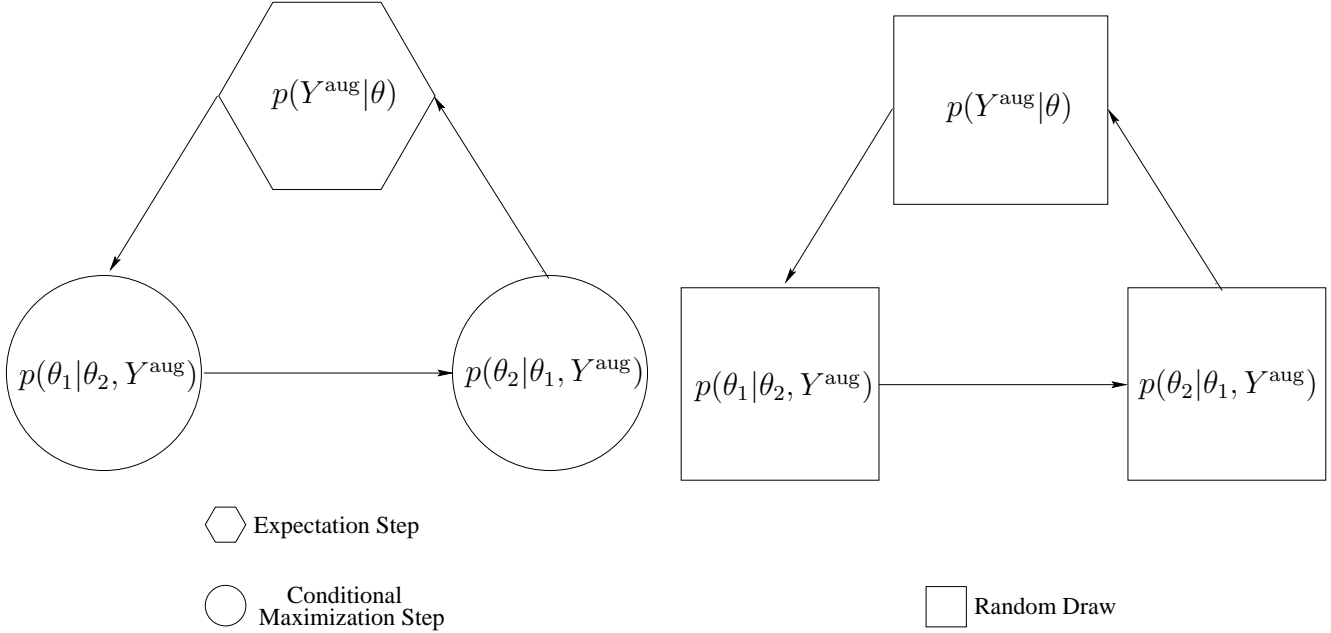 p(Y^aug|θ)
p(Y^aug|θ)
p(θ₁|θ₂, Y^aug)
p(θ₂|θ₁, Y^aug)
p(θ₁|θ₂, Y^aug)
p(θ₂|θ₁, Y^aug)
Expectation Step
Conditional
Maximization Step
Random Draw